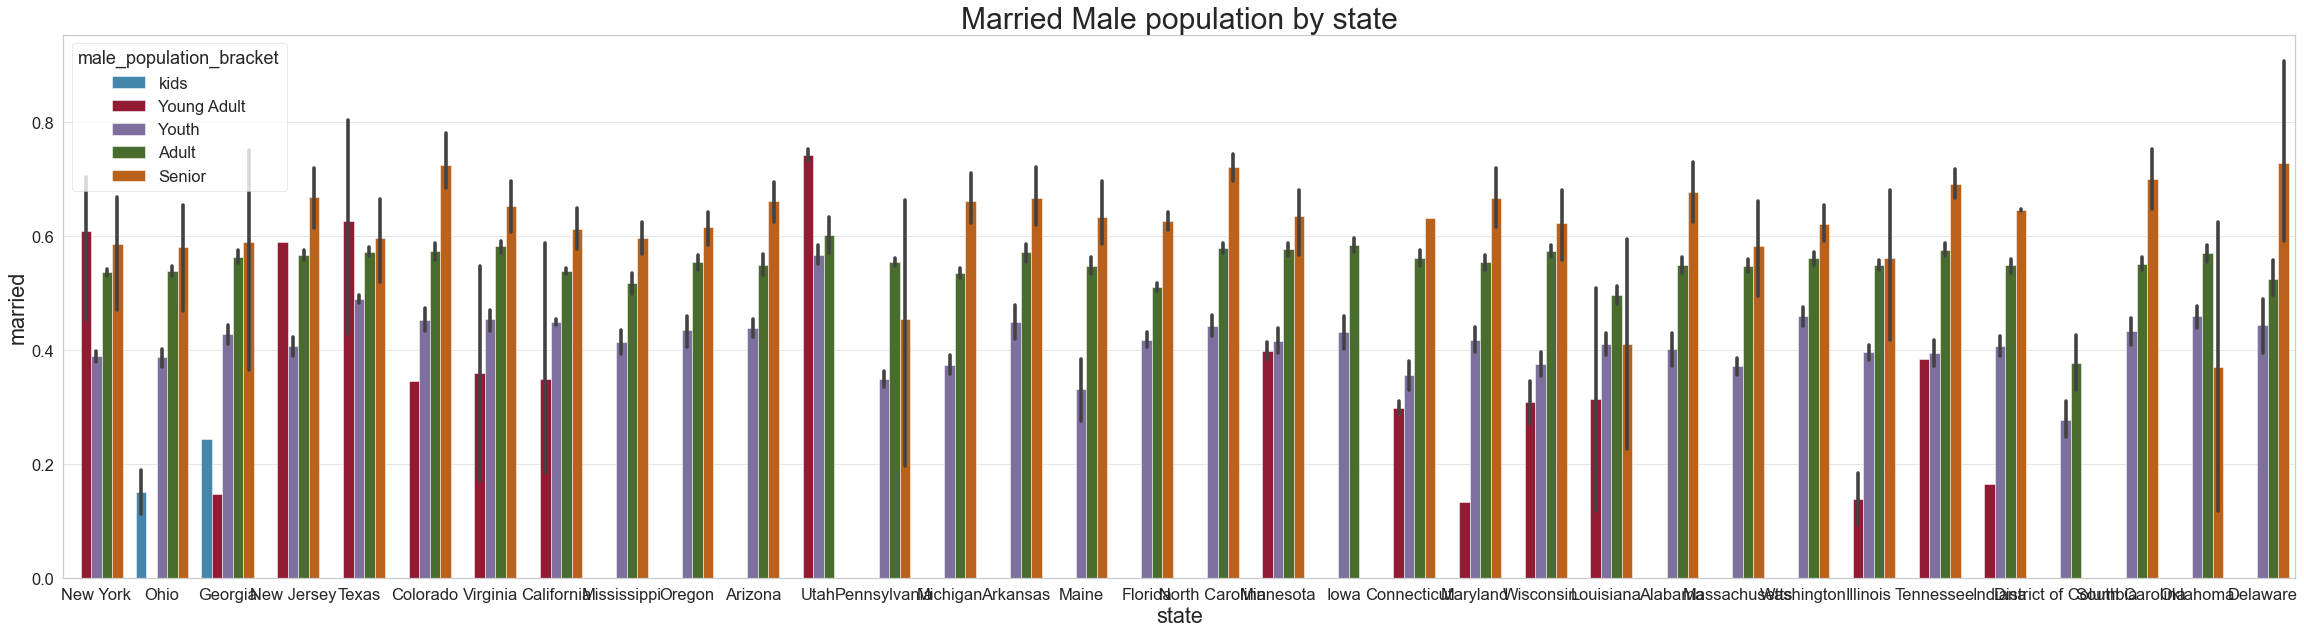 Married Male population by state
male_population_bracket
kids
Young Adult
Youth
Adult
Senior
married
0.8
0.6
0.4
0.2
0.0
New York Ohio Georgia New Jersey Texas Colorado Virginia California Mississippi Oregon Arizona Utah Pennsylvania Michigan Arkansas Maine Florida North Carolina Minnesota Iowa Connecticut Maryland Wisconsin Louisiana Alabama Massachusetts Washington Illinois Tennessee Indiana District of Columbia South Carolina Oklahoma Delaware
state